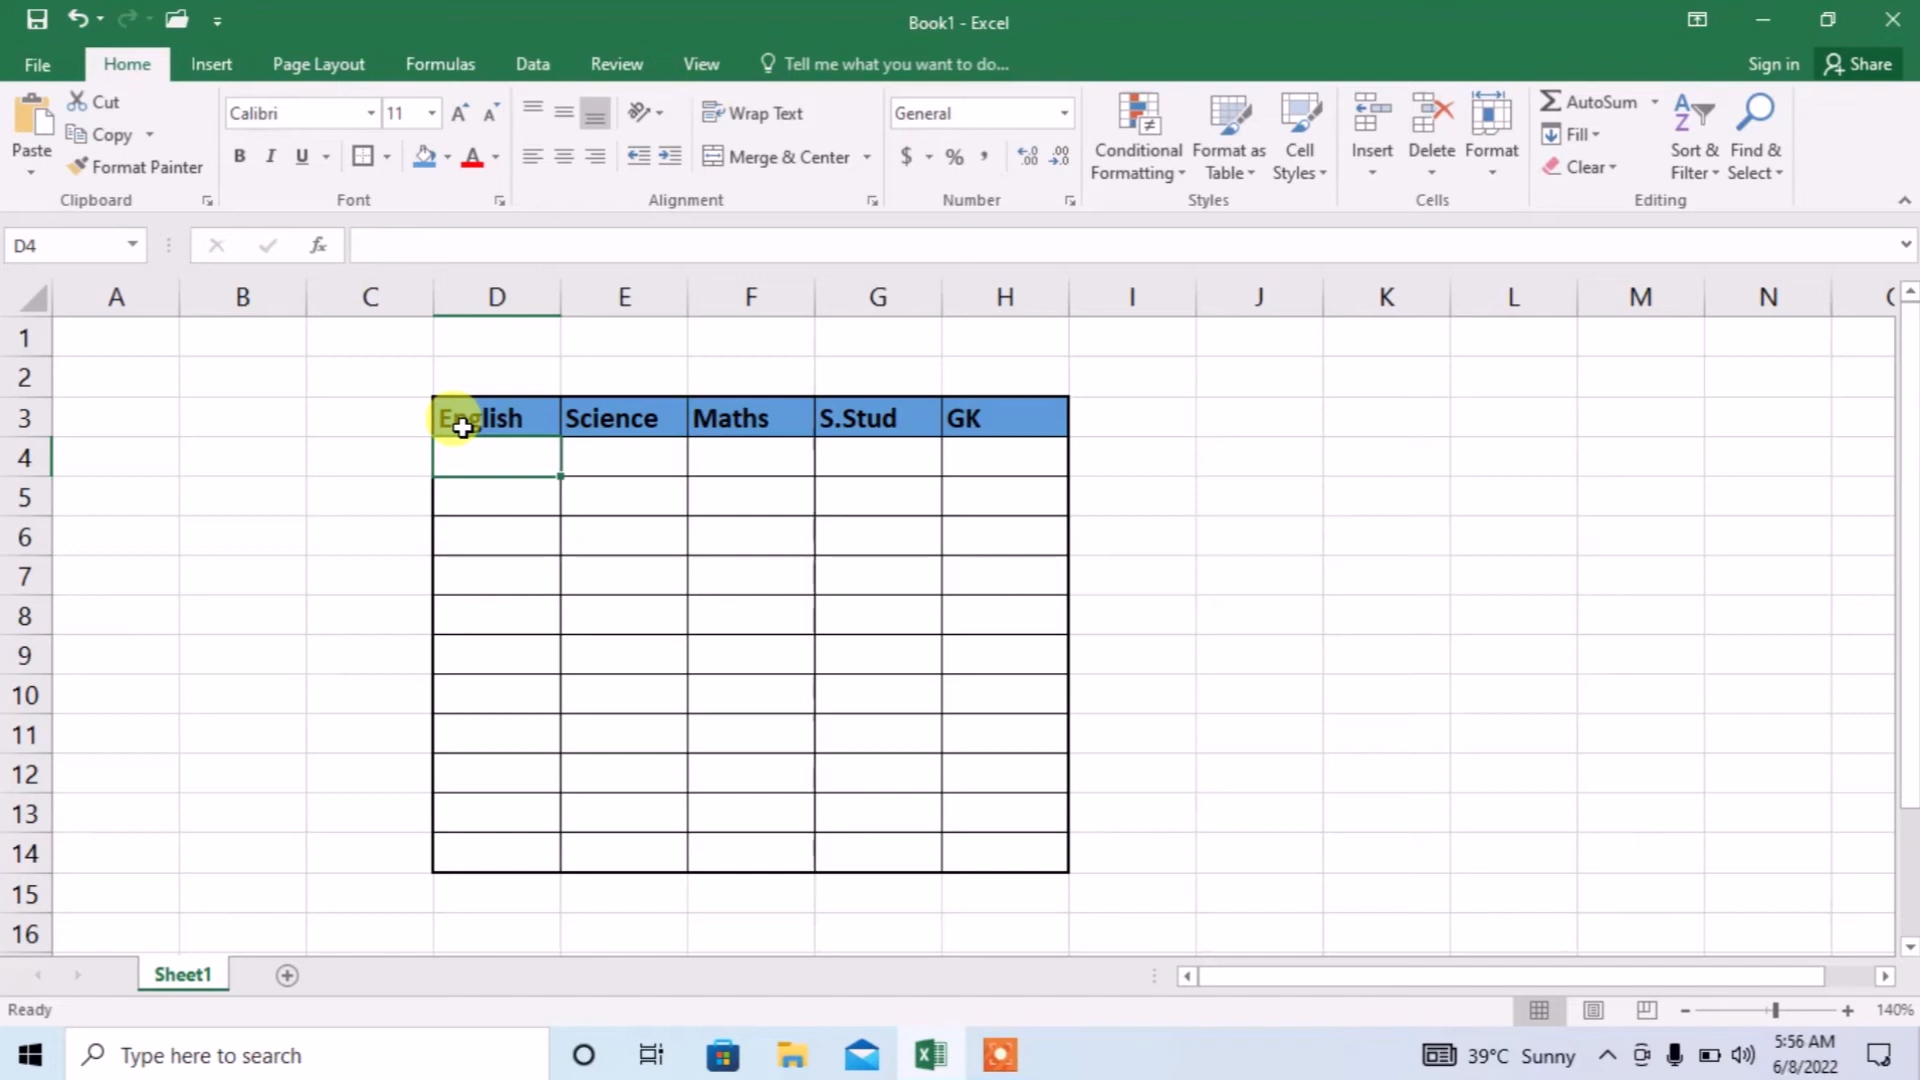 Book1 - Excel
File Home Insert Page Layout Formulas Data Review View Tell me what you want to do... Sign in Share
Paste Cut Copy Format Painter
Clipboard
Calibri 11
B I U
Font
Wrap Text
Merge & Center
Alignment
General
$ % ,
Number
Conditional Formatting
Format as Table
Cell Styles
Styles
Insert Delete Format
Cells
AutoSum
Fill
Clear
Sort & Filter
Find & Select
Editing
D4 fx
A B C D E F G H I J K L M N
1
2
3 English Science Maths S.Stud GK
4
5
6
7
8
9
10
11
12
13
14
15
16
Sheet1
Ready 140%
Type here to search 39°C Sunny 5:56 AM
6/8/2022